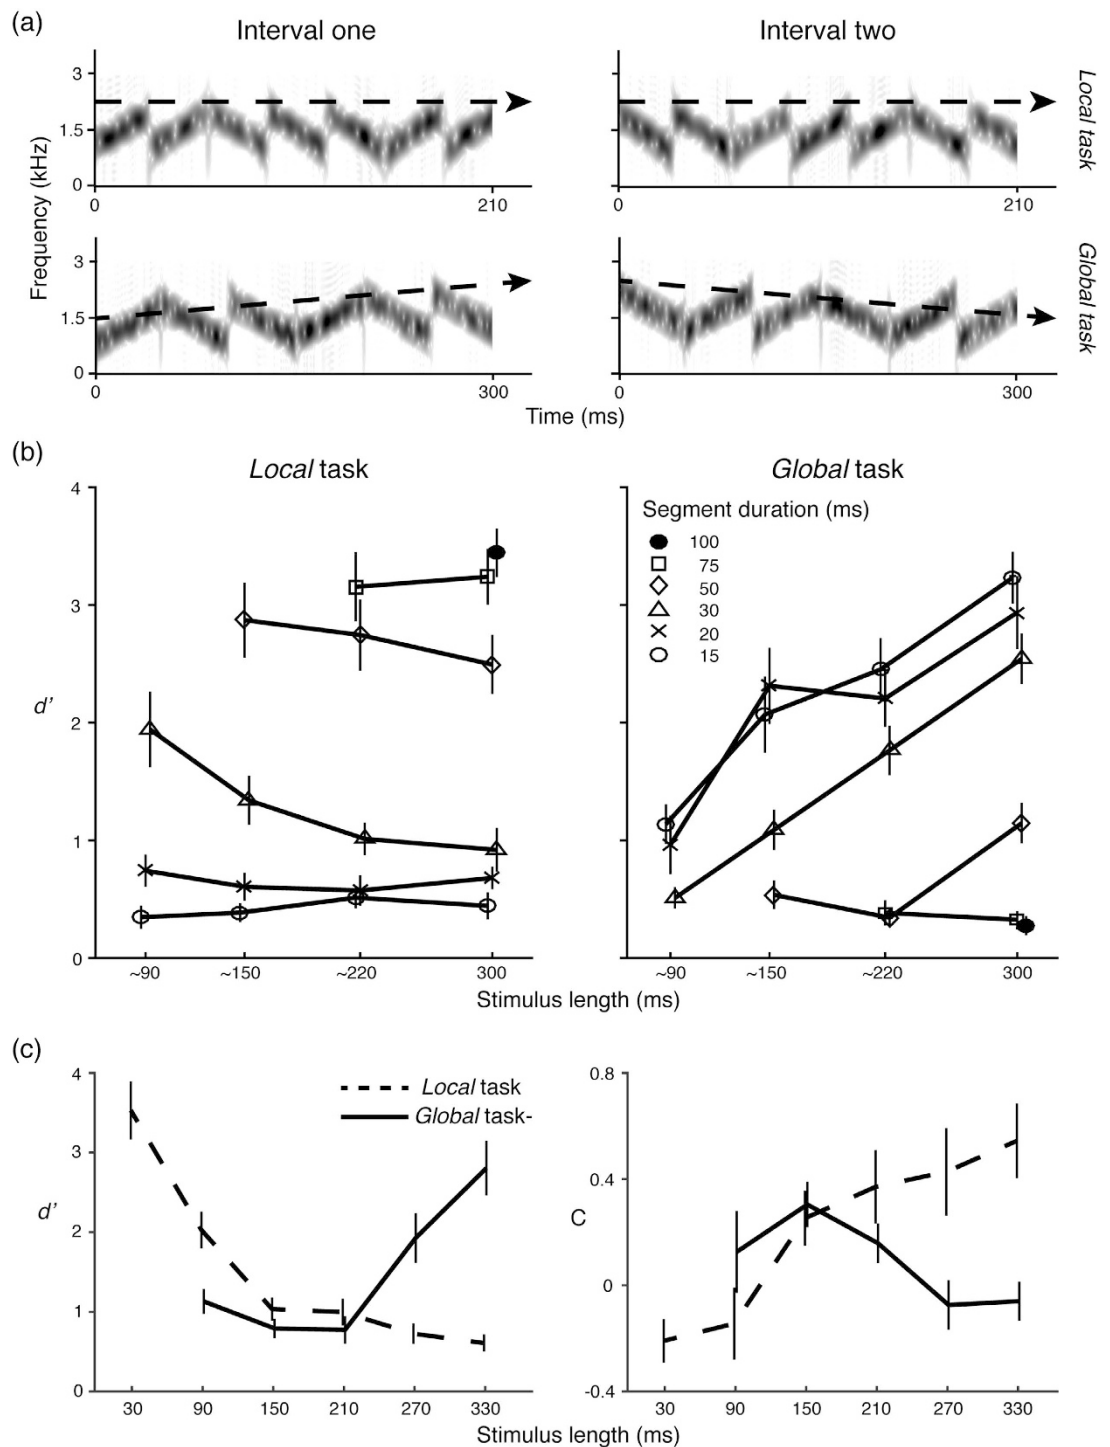 (a)
Interval one
Interval two
3
1.5
0
0
210
0
210
Local task
Frequency (kHz)
3
1.5
0
0
300
0
300
Global task
Time (ms)
(b)
Local task
Global task
4
3
2
1
0
d'
Segment duration (ms)
100
75
50
30
20
15
~90
~150
~220
300
~90
~150
~220
300
Stimulus length (ms)
(c)
4
3
2
1
0
d'
Local task
Global task-
0.8
0.4
0
-0.4
C
30
90
150
210
270
330
30
90
150
210
270
330
Stimulus length (ms)